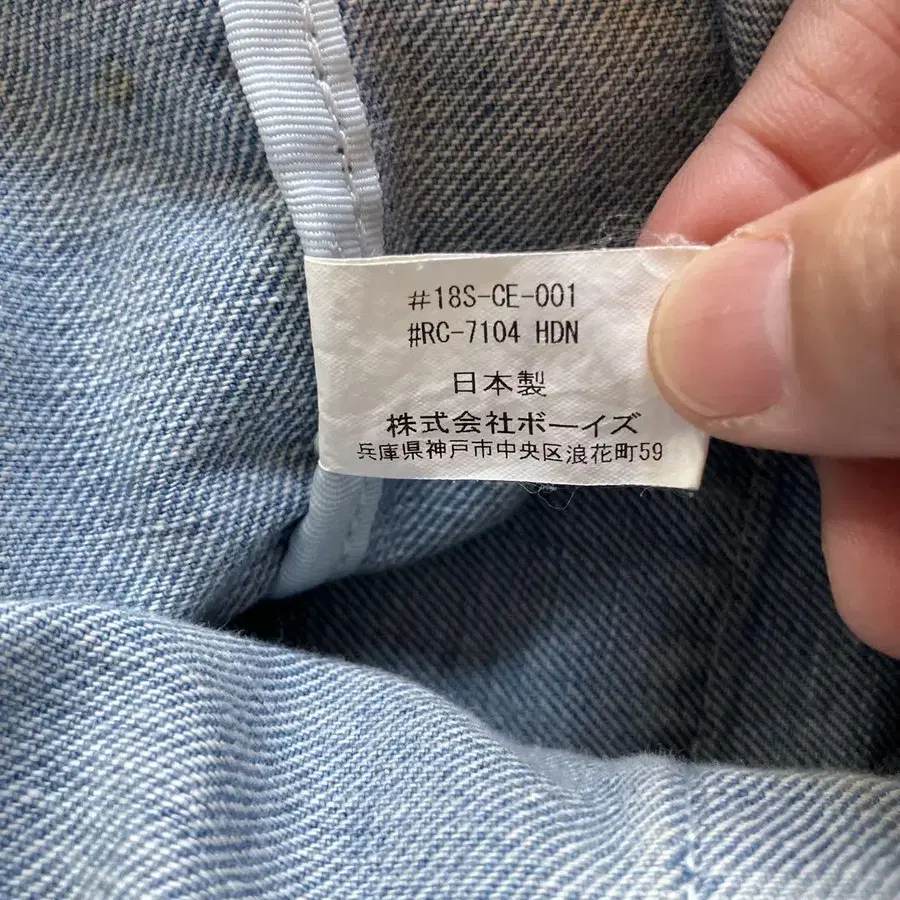 #18S-CE-001
#RC-7104 HDN
日本製
株式会社ボーイズ
兵庫県神戸市中央区浪花町59